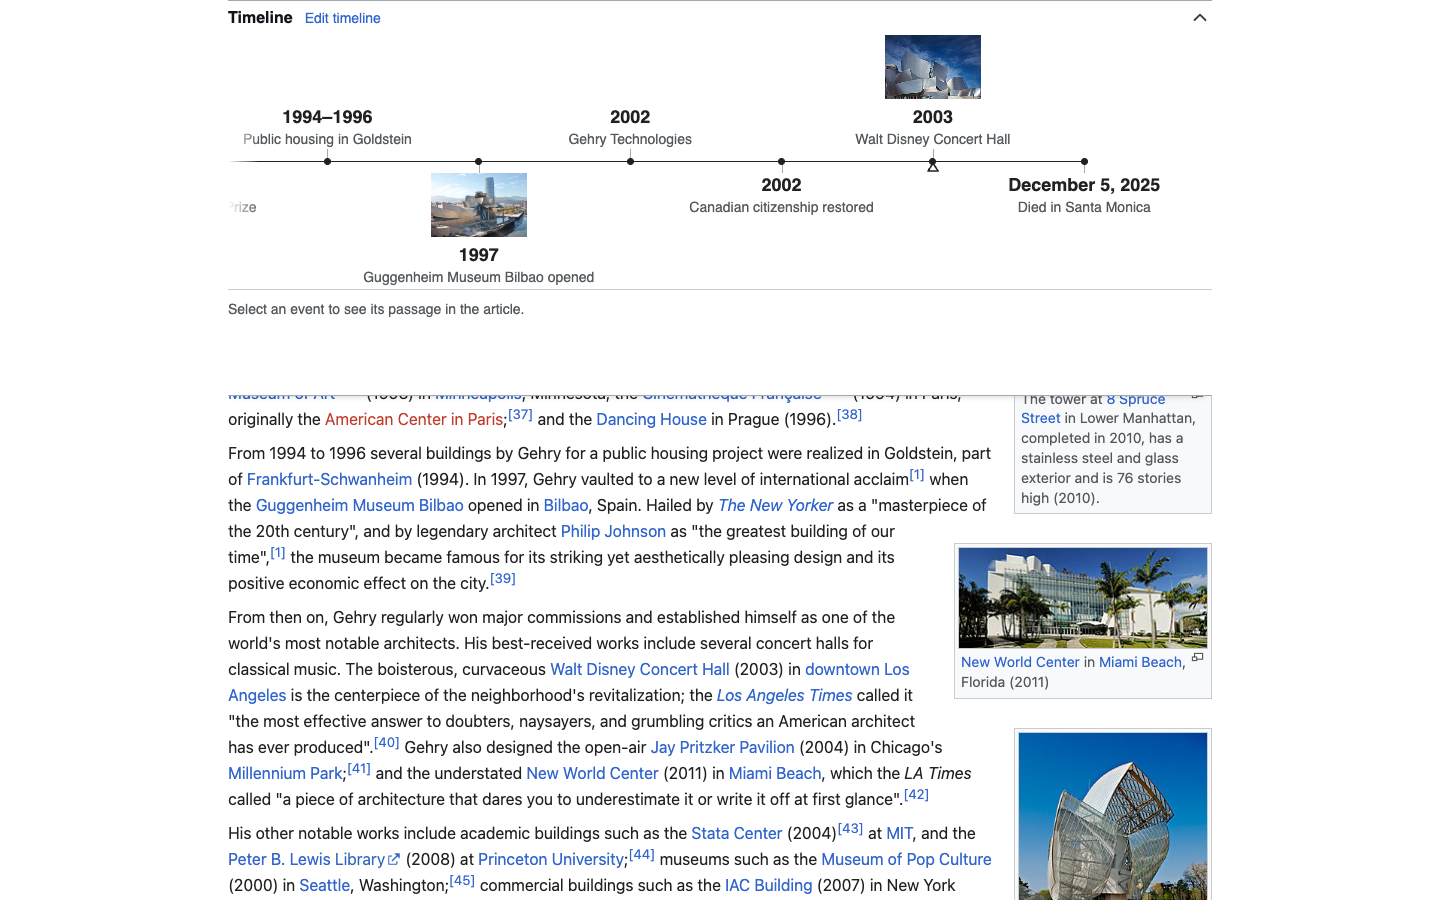 Timeline Edit timeline
1994–1996
Public housing in Goldstein
2002
Gehry Technologies
2003
Walt Disney Concert Hall
rize
1997
Guggenheim Museum Bilbao opened
2002
Canadian citizenship restored
December 5, 2025
Died in Santa Monica
Select an event to see its passage in the article.
originally the American Center in Paris;[37] and the Dancing House in Prague (1996).[38]
From 1994 to 1996 several buildings by Gehry for a public housing project were realized in Goldstein, part
of Frankfurt-Schwanheim (1994). In 1997, Gehry vaulted to a new level of international acclaim[1] when
the Guggenheim Museum Bilbao opened in Bilbao, Spain. Hailed by The New Yorker as a "masterpiece of
the 20th century", and by legendary architect Philip Johnson as "the greatest building of our
time",[1] the museum became famous for its striking yet aesthetically pleasing design and its
positive economic effect on the city.[39]
From then on, Gehry regularly won major commissions and established himself as one of the
world's most notable architects. His best-received works include several concert halls for
classical music. The boisterous, curvaceous Walt Disney Concert Hall (2003) in downtown Los
Angeles is the centerpiece of the neighborhood's revitalization; the Los Angeles Times called it
"the most effective answer to doubters, naysayers, and grumbling critics an American architect
has ever produced".[40] Gehry also designed the open-air Jay Pritzker Pavilion (2004) in Chicago's
Millennium Park;[41] and the understated New World Center (2011) in Miami Beach, which the LA Times
called "a piece of architecture that dares you to underestimate it or write it off at first glance".[42]
His other notable works include academic buildings such as the Stata Center (2004)[43] at MIT, and the
Peter B. Lewis Library (2008) at Princeton University;[44] museums such as the Museum of Pop Culture
(2000) in Seattle, Washington;[45] commercial buildings such as the IAC Building (2007) in New York
The tower at 8 Spruce
Street in Lower Manhattan,
completed in 2010, has a
stainless steel and glass
exterior and is 76 stories
high (2010).
New World Center in Miami Beach,
Florida (2011)